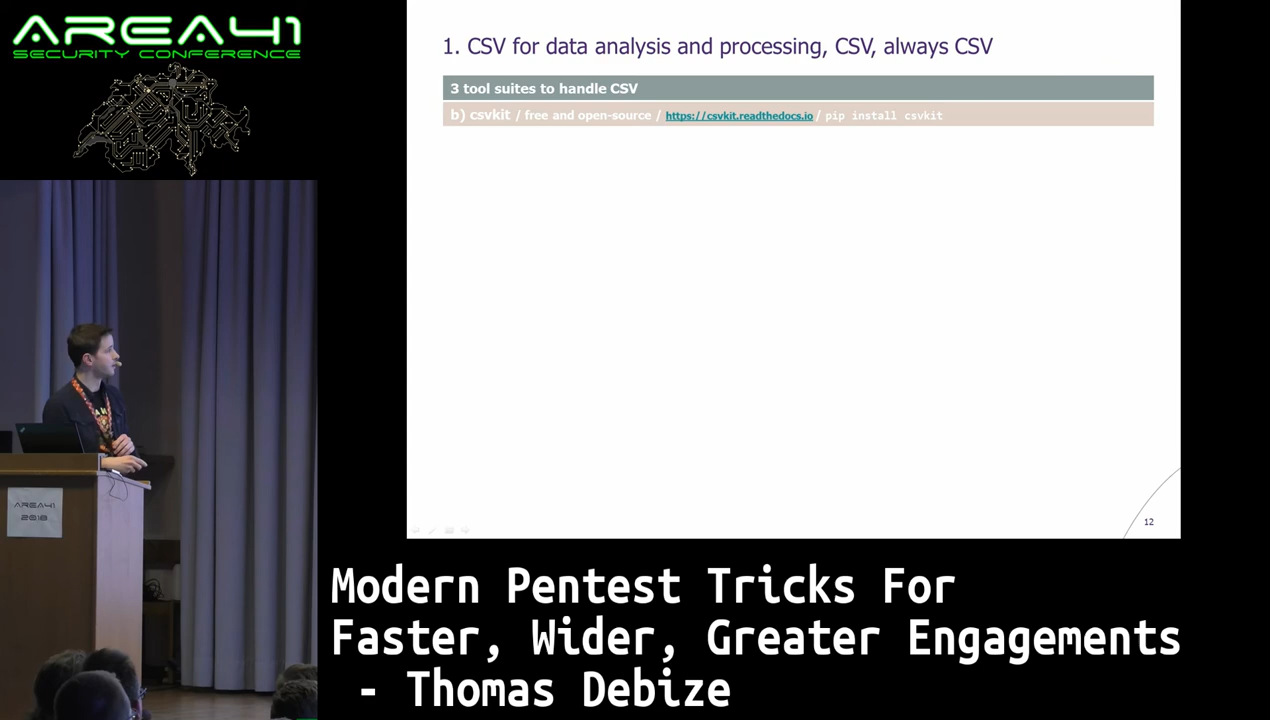 AREA41
SECURITY CONFERENCE
1. CSV for data analysis and processing, CSV, always CSV
3 tool suites to handle CSV
b) csvkit / free and open-source / https://csvkit.readthedocs.io / pip install csvkit
12
AREA41
2018
Modern Pentest Tricks For
Faster, Wider, Greater Engagements
- Thomas Debize